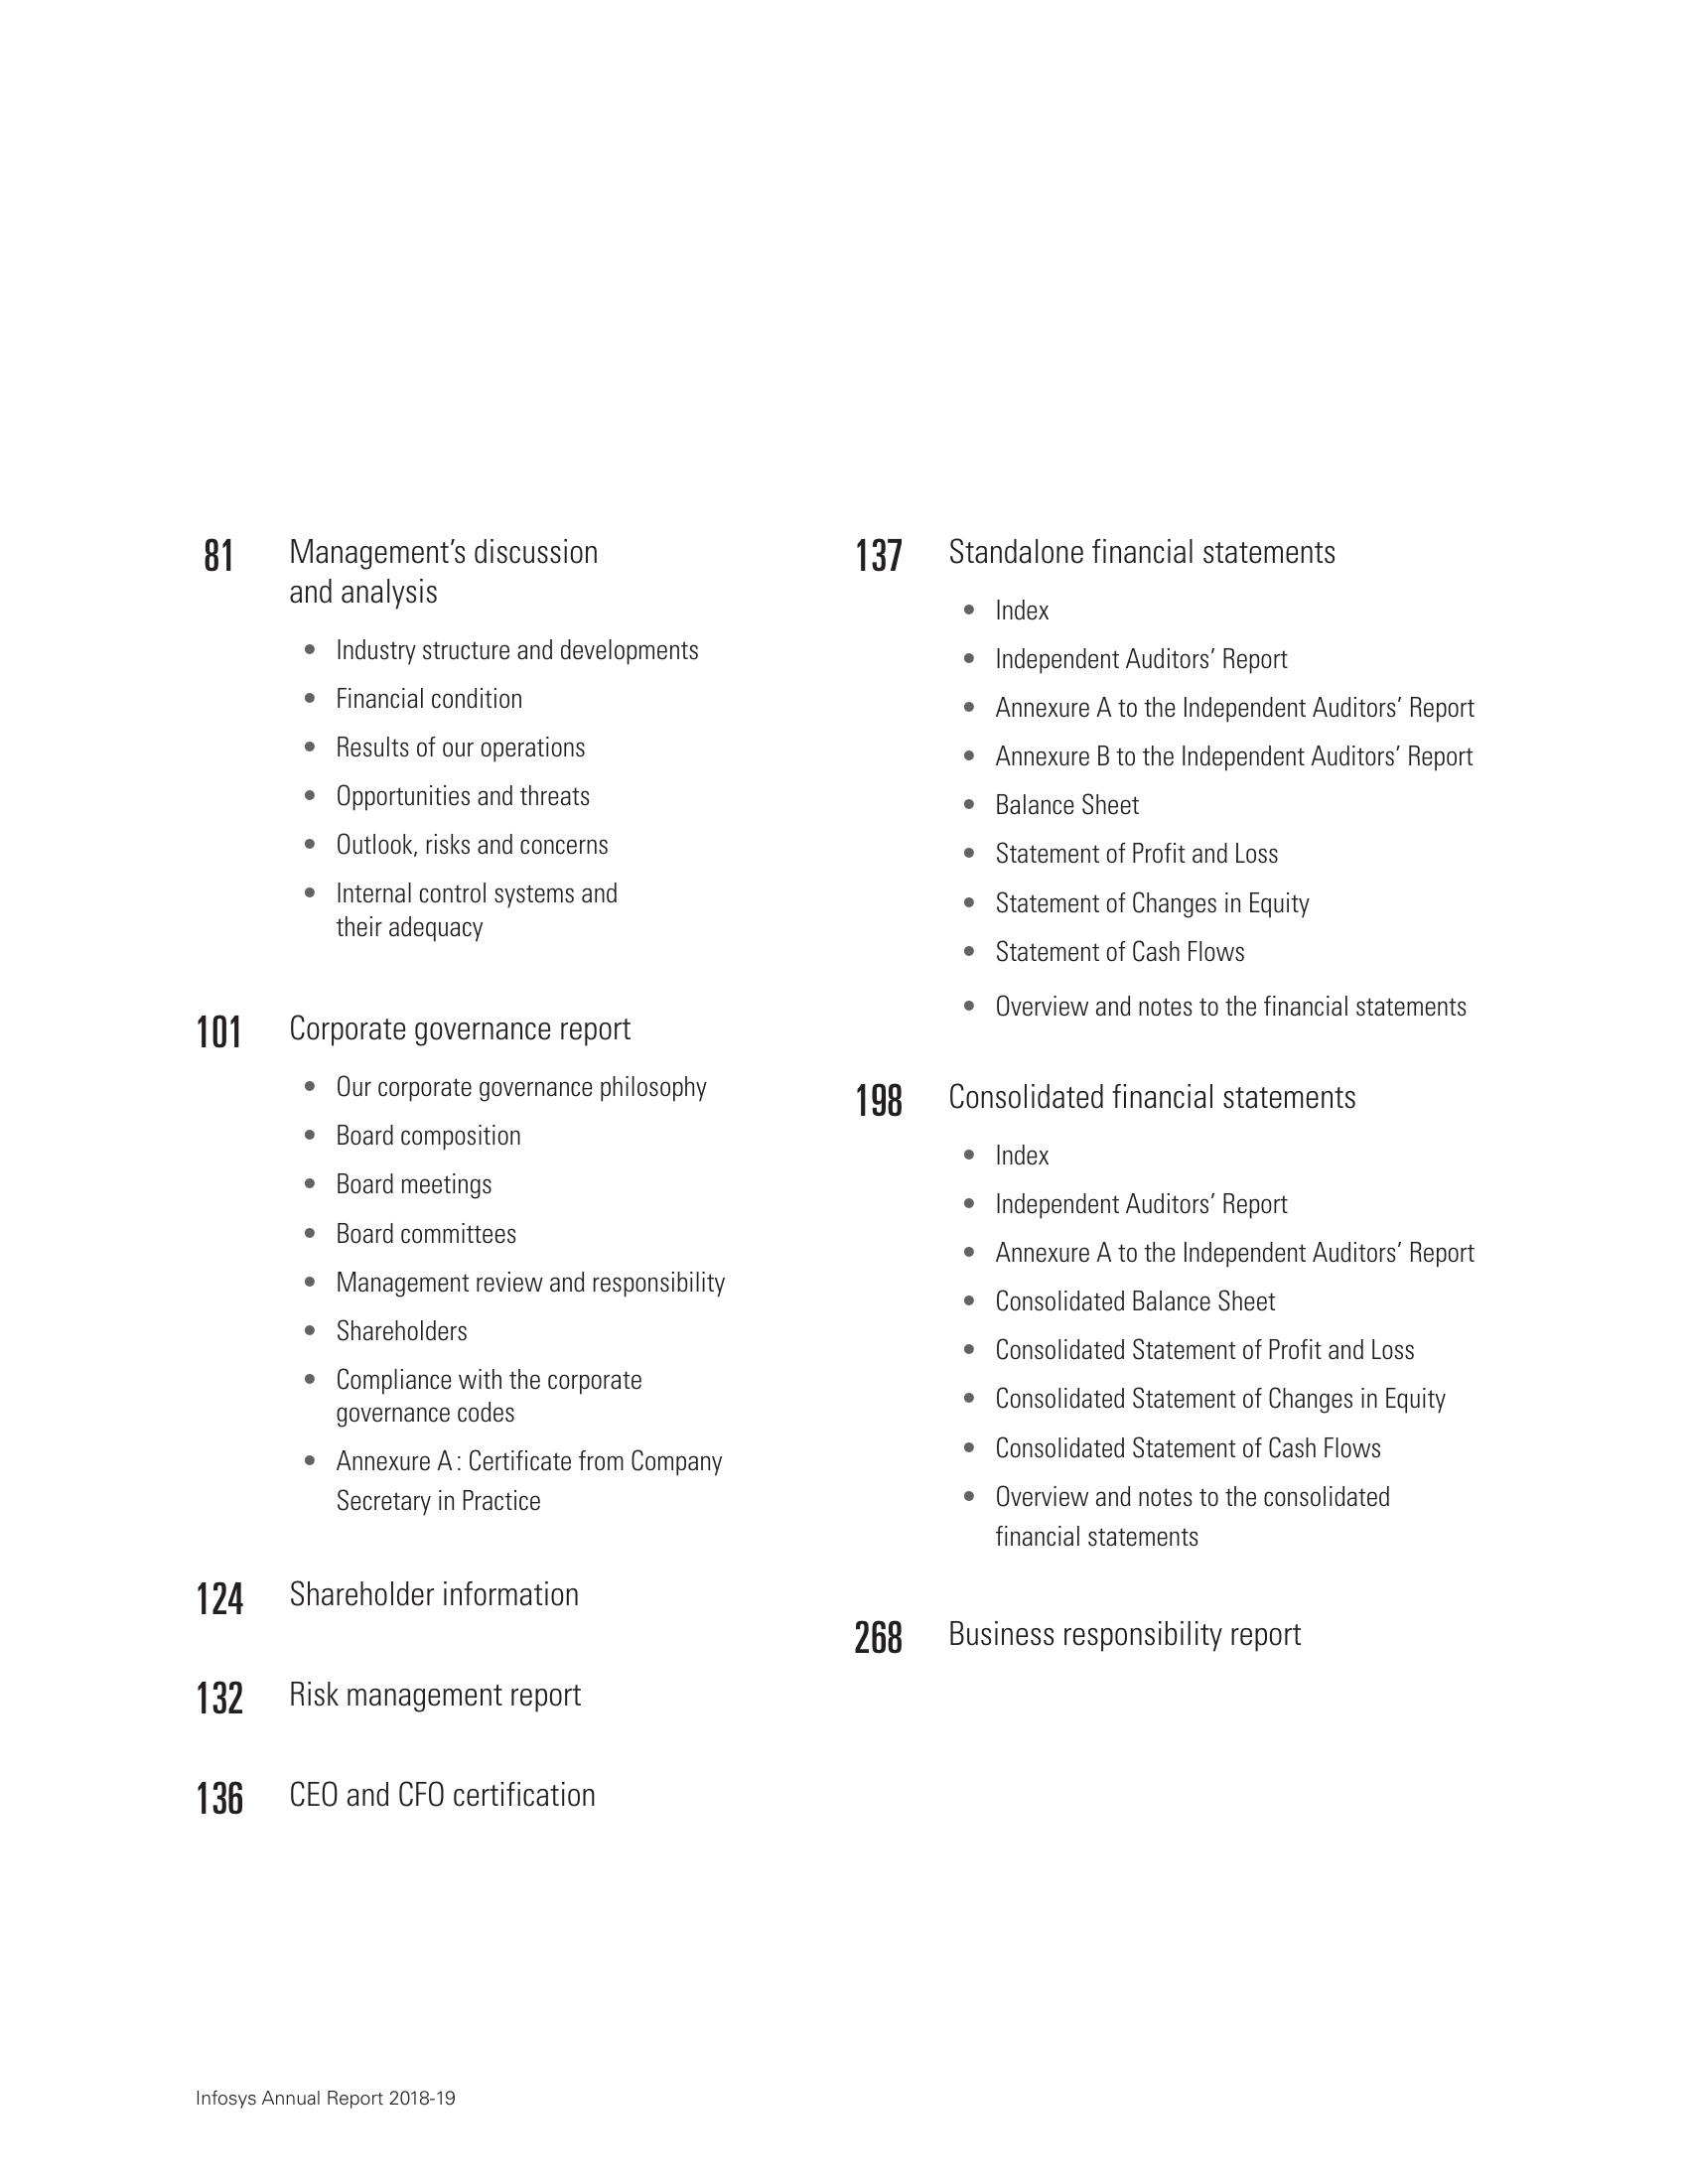 81 Management’s discussion
and analysis
• Industry structure and developments
• Financial condition
• Results of our operations
• Opportunities and threats
• Outlook, risks and concerns
• Internal control systems and
their adequacy
101 Corporate governance report
• Our corporate governance philosophy
• Board composition
• Board meetings
• Board committees
• Management review and responsibility
• Shareholders
• Compliance with the corporate
governance codes
• Annexure A : Certificate from Company
Secretary in Practice
124 Shareholder information
132 Risk management report
136 CEO and CFO certification
137 Standalone financial statements
• Index
• Independent Auditors’ Report
• Annexure A to the Independent Auditors’ Report
• Annexure B to the Independent Auditors’ Report
• Balance Sheet
• Statement of Profit and Loss
• Statement of Changes in Equity
• Statement of Cash Flows
• Overview and notes to the financial statements
198 Consolidated financial statements
• Index
• Independent Auditors’ Report
• Annexure A to the Independent Auditors’ Report
• Consolidated Balance Sheet
• Consolidated Statement of Profit and Loss
• Consolidated Statement of Changes in Equity
• Consolidated Statement of Cash Flows
• Overview and notes to the consolidated
financial statements
268 Business responsibility report
Infosys Annual Report 2018-19